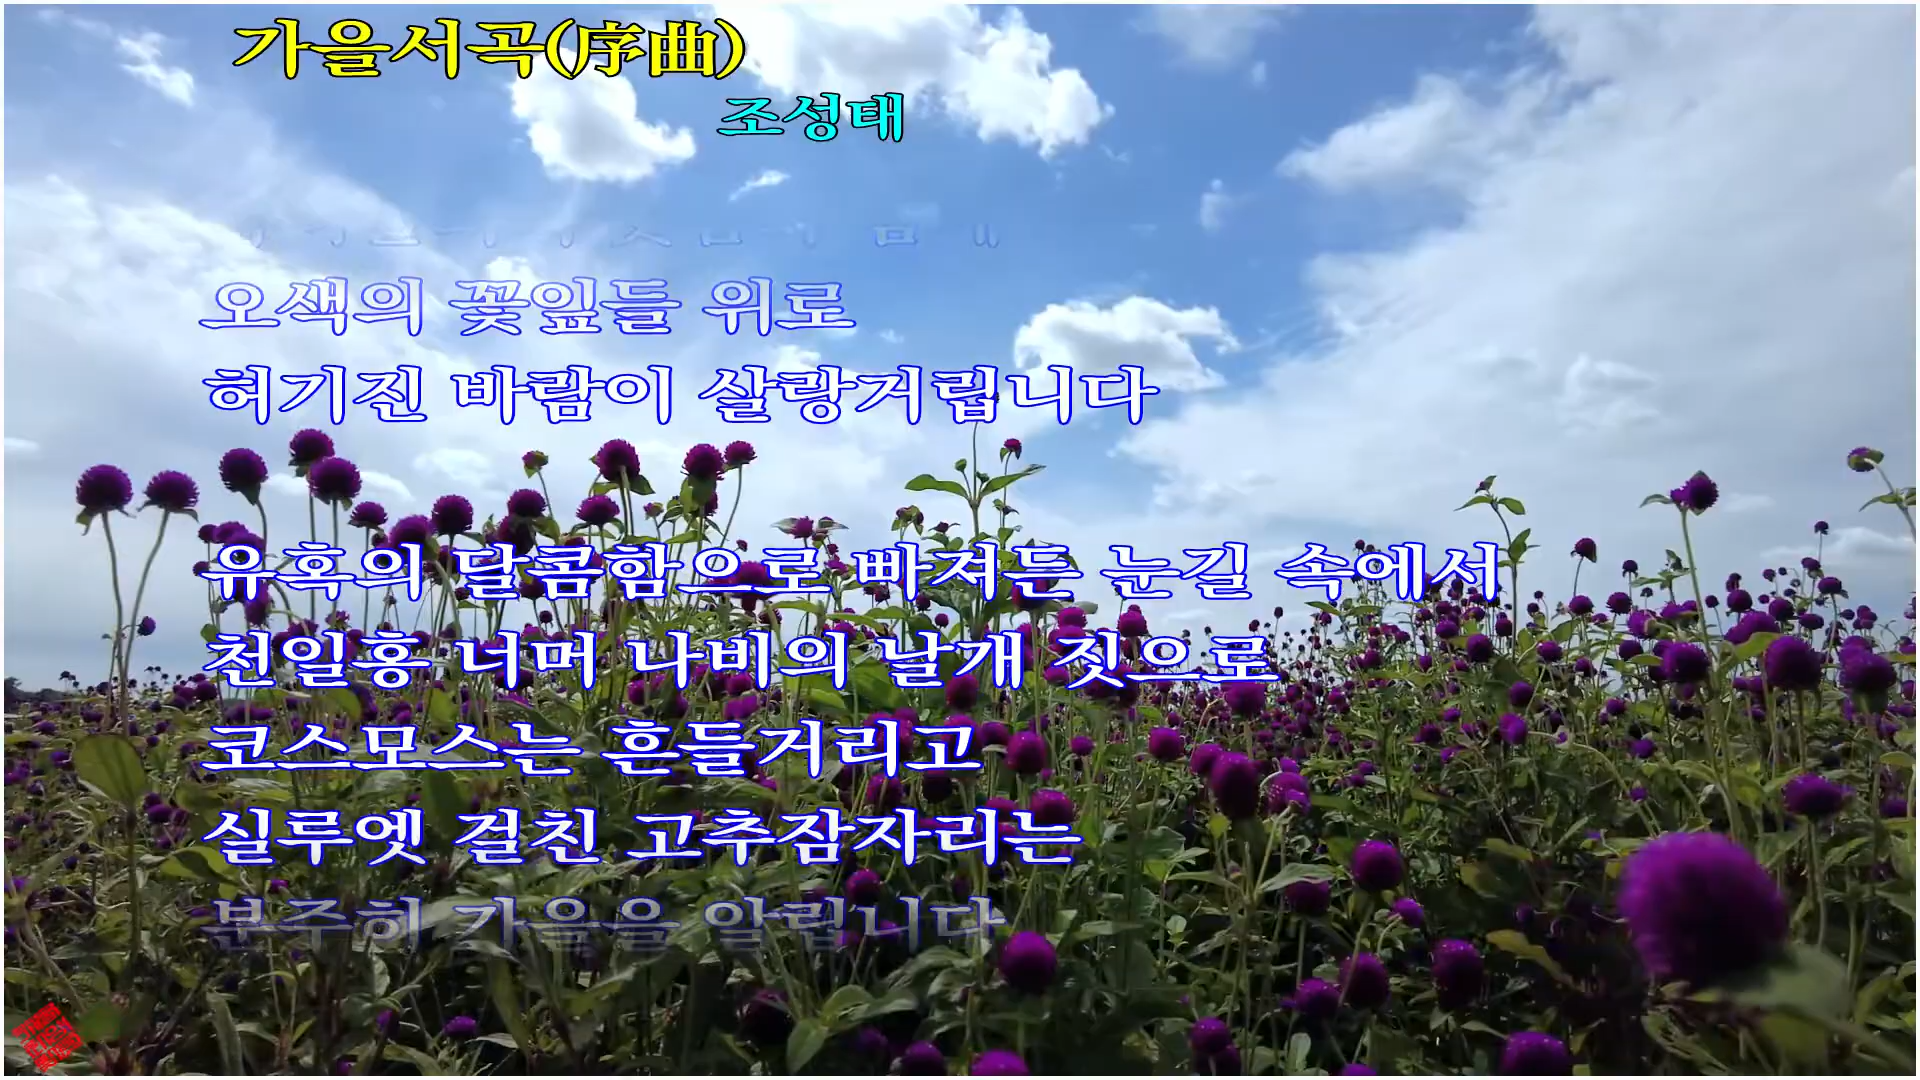 가을서곡(序曲)
조성태
오색의 꽃잎들 위로
허기진 바람이 살랑거립니다
유혹의 달콤함으로 빠져든 눈길 속에서
천일홍 너머 나비의 날개 짓으로
코스모스는 흔들거리고
실루엣 걸친 고추잠자리는
분주히 가을을 알립니다